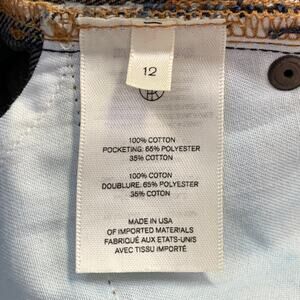 12
100% COTTON
POCKETING: 65% POLYESTER
35% COTTON
100% COTON
DOUBLURE: 65% POLYESTER
35% COTON
MADE IN USA
OF IMPORTED MATERIALS
FABRIQUÉ AUX ETATS-UNIS
AVEC TISSU IMPORTÉ